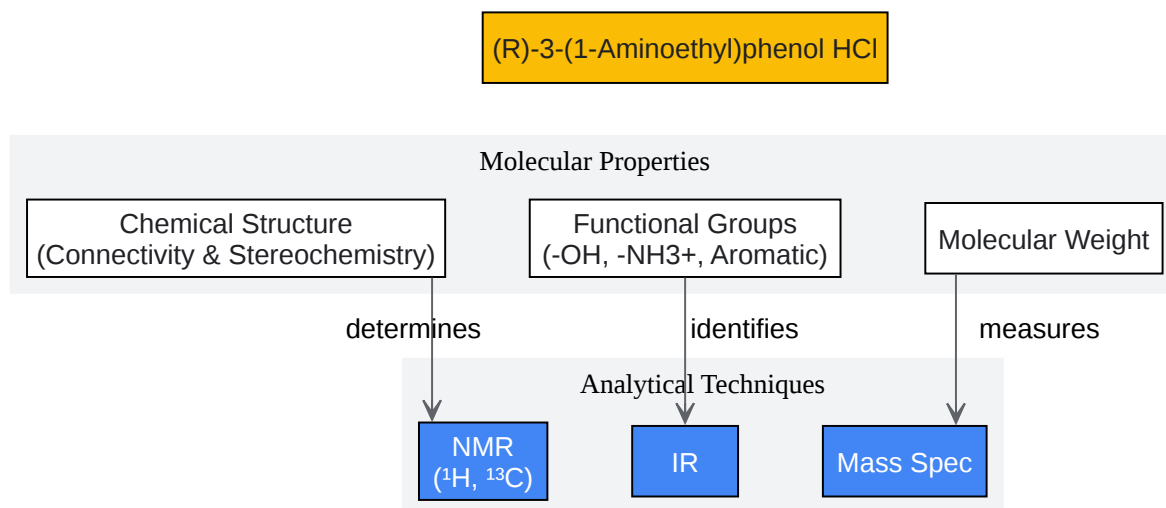 (R)-3-(1-Aminoethyl)phenol HCl
Molecular Properties
Chemical Structure
(Connectivity & Stereochemistry)
Functional Groups
(-OH, -NH3+, Aromatic)
Molecular Weight
determines
identifies
measures
Analytical Techniques
NMR
(¹H, ¹³C)
IR
Mass Spec